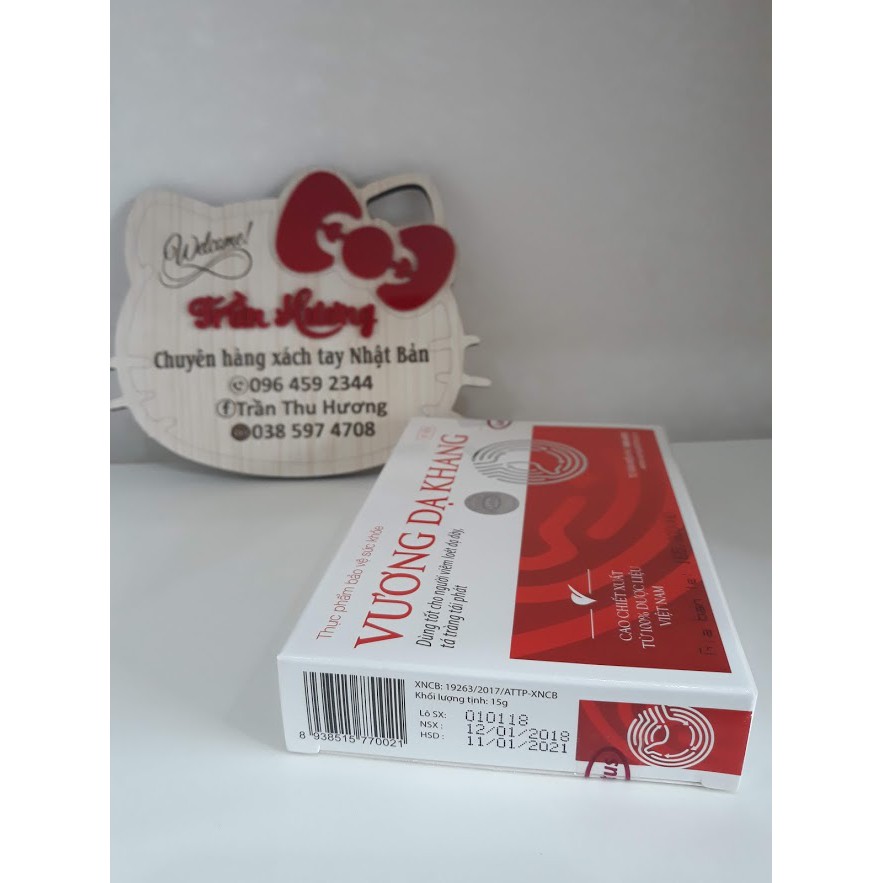 Welcome!
Trần Hương
Chuyên hàng xách tay Nhật Bản
096 459 2344
Trần Thu Hương
038 597 4708
Thực phẩm bảo vệ sức khỏe
VƯƠNG DẠ KHANG
Dùng tốt cho người viêm loét dạ dày,
tá tràng tái phát
CAO CHIẾT XUẤT
TỪ 100% DƯỢC LIỆU
VIỆT NAM
Gia ban le
XNCB: 19263/2017/ATTP-XNCB
Khối lượng tịnh: 15g
Lô SX: 010118
NSX : 12/01/2018
HSD : 11/01/2021
8 938515 770021